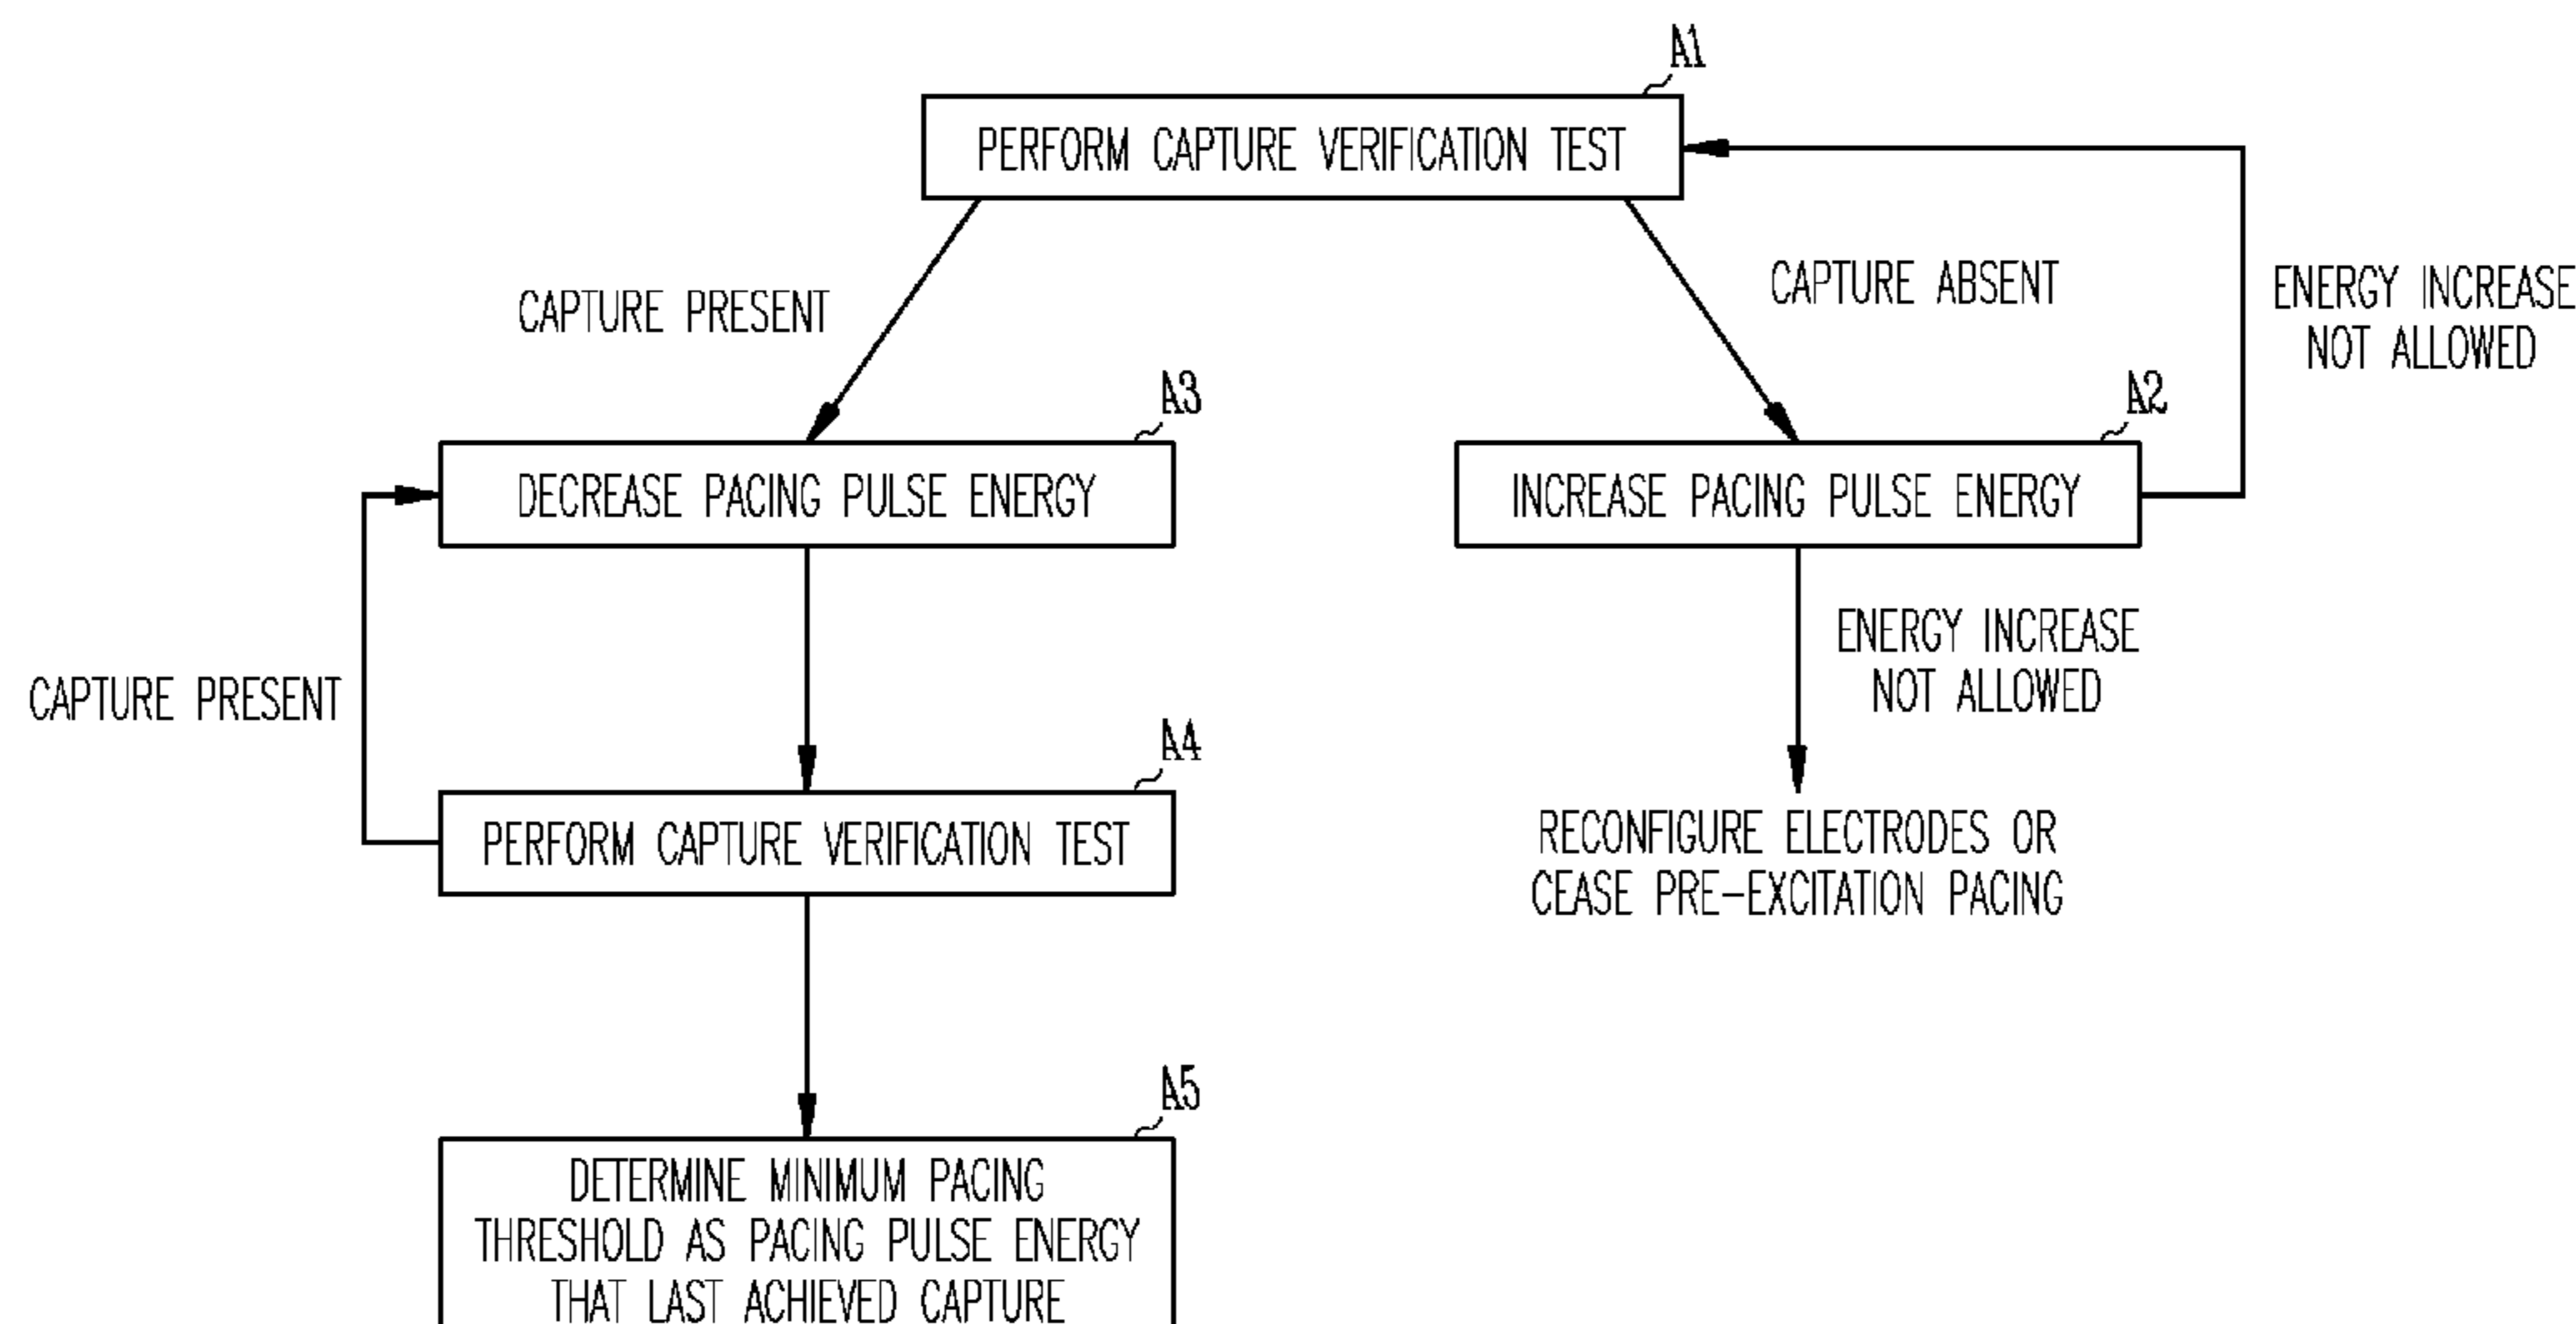 A1
PERFORM CAPTURE VERIFICATION TEST
CAPTURE PRESENT
CAPTURE ABSENT
ENERGY INCREASE
NOT ALLOWED
A3
DECREASE PACING PULSE ENERGY
A2
INCREASE PACING PULSE ENERGY
CAPTURE PRESENT
ENERGY INCREASE
NOT ALLOWED
A4
PERFORM CAPTURE VERIFICATION TEST
RECONFIGURE ELECTRODES OR
CEASE PRE-EXCITATION PACING
A5
DETERMINE MINIMUM PACING
THRESHOLD AS PACING PULSE ENERGY
THAT LAST ACHIEVED CAPTURE